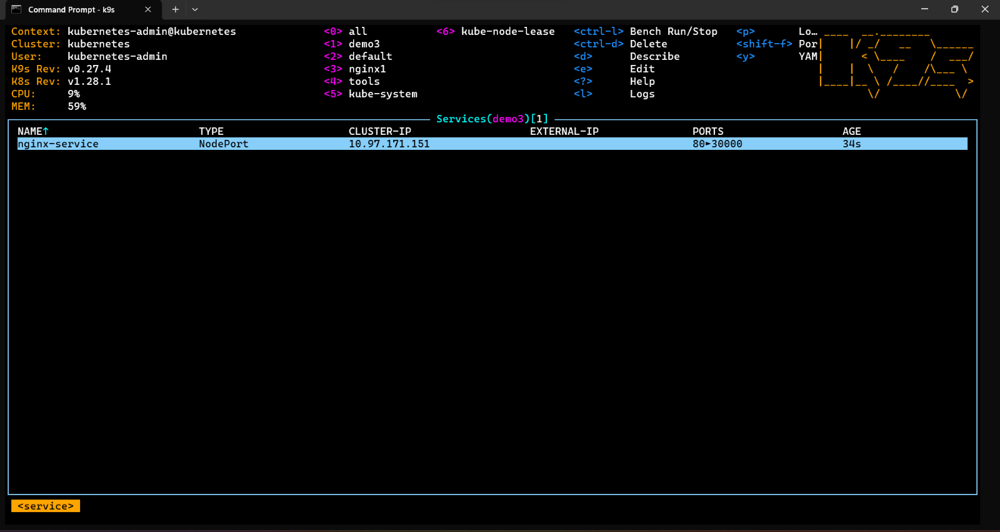 Command Prompt - k9s
Context: kubernetes-admin@kubernetes <0> all <6> kube-node-lease <ctrl-l> Bench Run/Stop <p> Lo…
Cluster: kubernetes <1> demo3 <ctrl-d> Delete <shift-f> Por
User: kubernetes-admin <2> default <d> Describe <y> YAM
K9s Rev: v0.27.4 <3> nginx1 <e> Edit
K8s Rev: v1.28.1 <4> tools <?> Help
CPU: 9% <5> kube-system <l> Logs
MEM: 59%
Services(demo3)[1]
NAME↑ TYPE CLUSTER-IP EXTERNAL-IP PORTS AGE
nginx-service NodePort 10.97.171.151 80►30000 34s
<service>